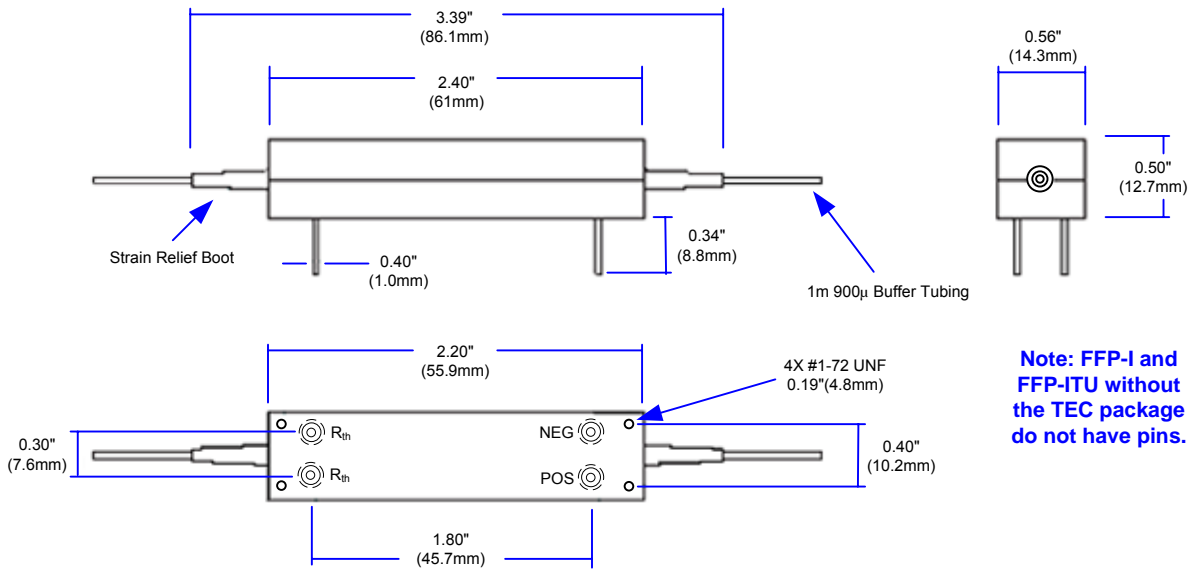 3.39"
(86.1mm)
0.56"
(14.3mm)
2.40"
(61mm)
0.50"
(12.7mm)
0.34"
(8.8mm)
Strain Relief Boot
0.40"
(1.0mm)
1m 900μ Buffer Tubing
2.20"
(55.9mm)
4X #1-72 UNF
0.19"(4.8mm)
Note: FFP-I and
FFP-ITU without
the TEC package
do not have pins.
0.30"
(7.6mm)
Rth
NEG
Rth
POS
0.40"
(10.2mm)
1.80"
(45.7mm)